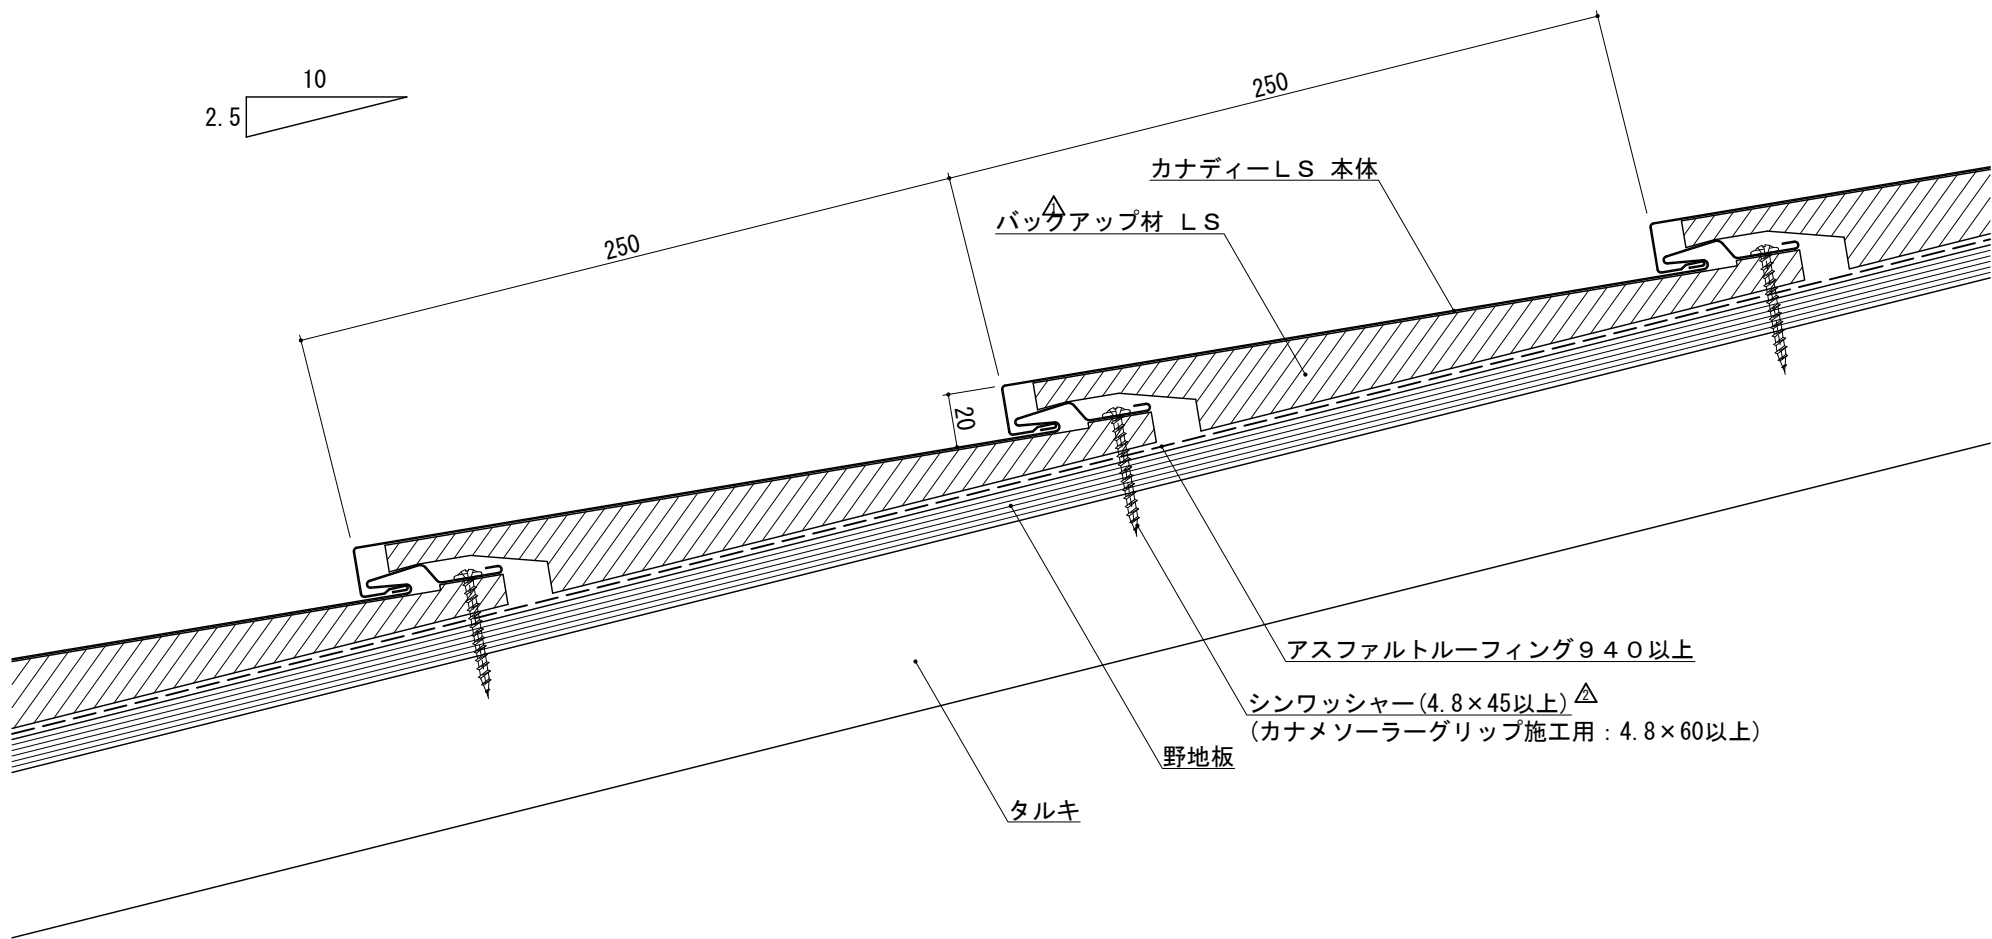 10
2.5
250
250
カナディーＬＳ 本体
1
バックアップ材 ＬＳ
20
アスファルトルーフィング９４０以上
シンワッシャー(4.8×45以上) 2
(カナメソーラーグリップ施工用：4.8×60以上)
野地板
タルキ